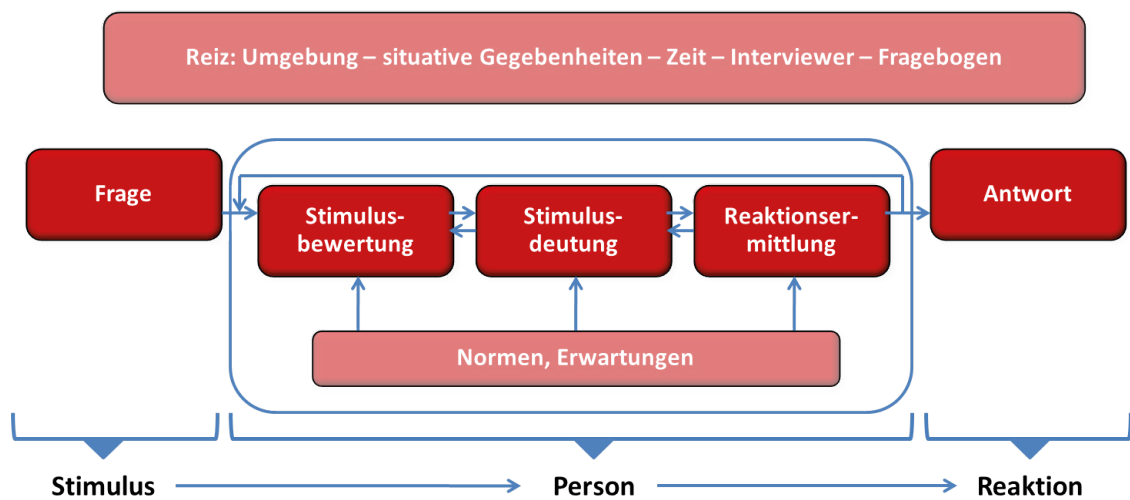 Reiz: Umgebung – situative Gegebenheiten – Zeit – Interviewer – Fragebogen
Frage
Stimulus-
bewertung
Stimulus-
deutung
Reaktionser-
mittlung
Antwort
Normen, Erwartungen
Stimulus
Person
Reaktion